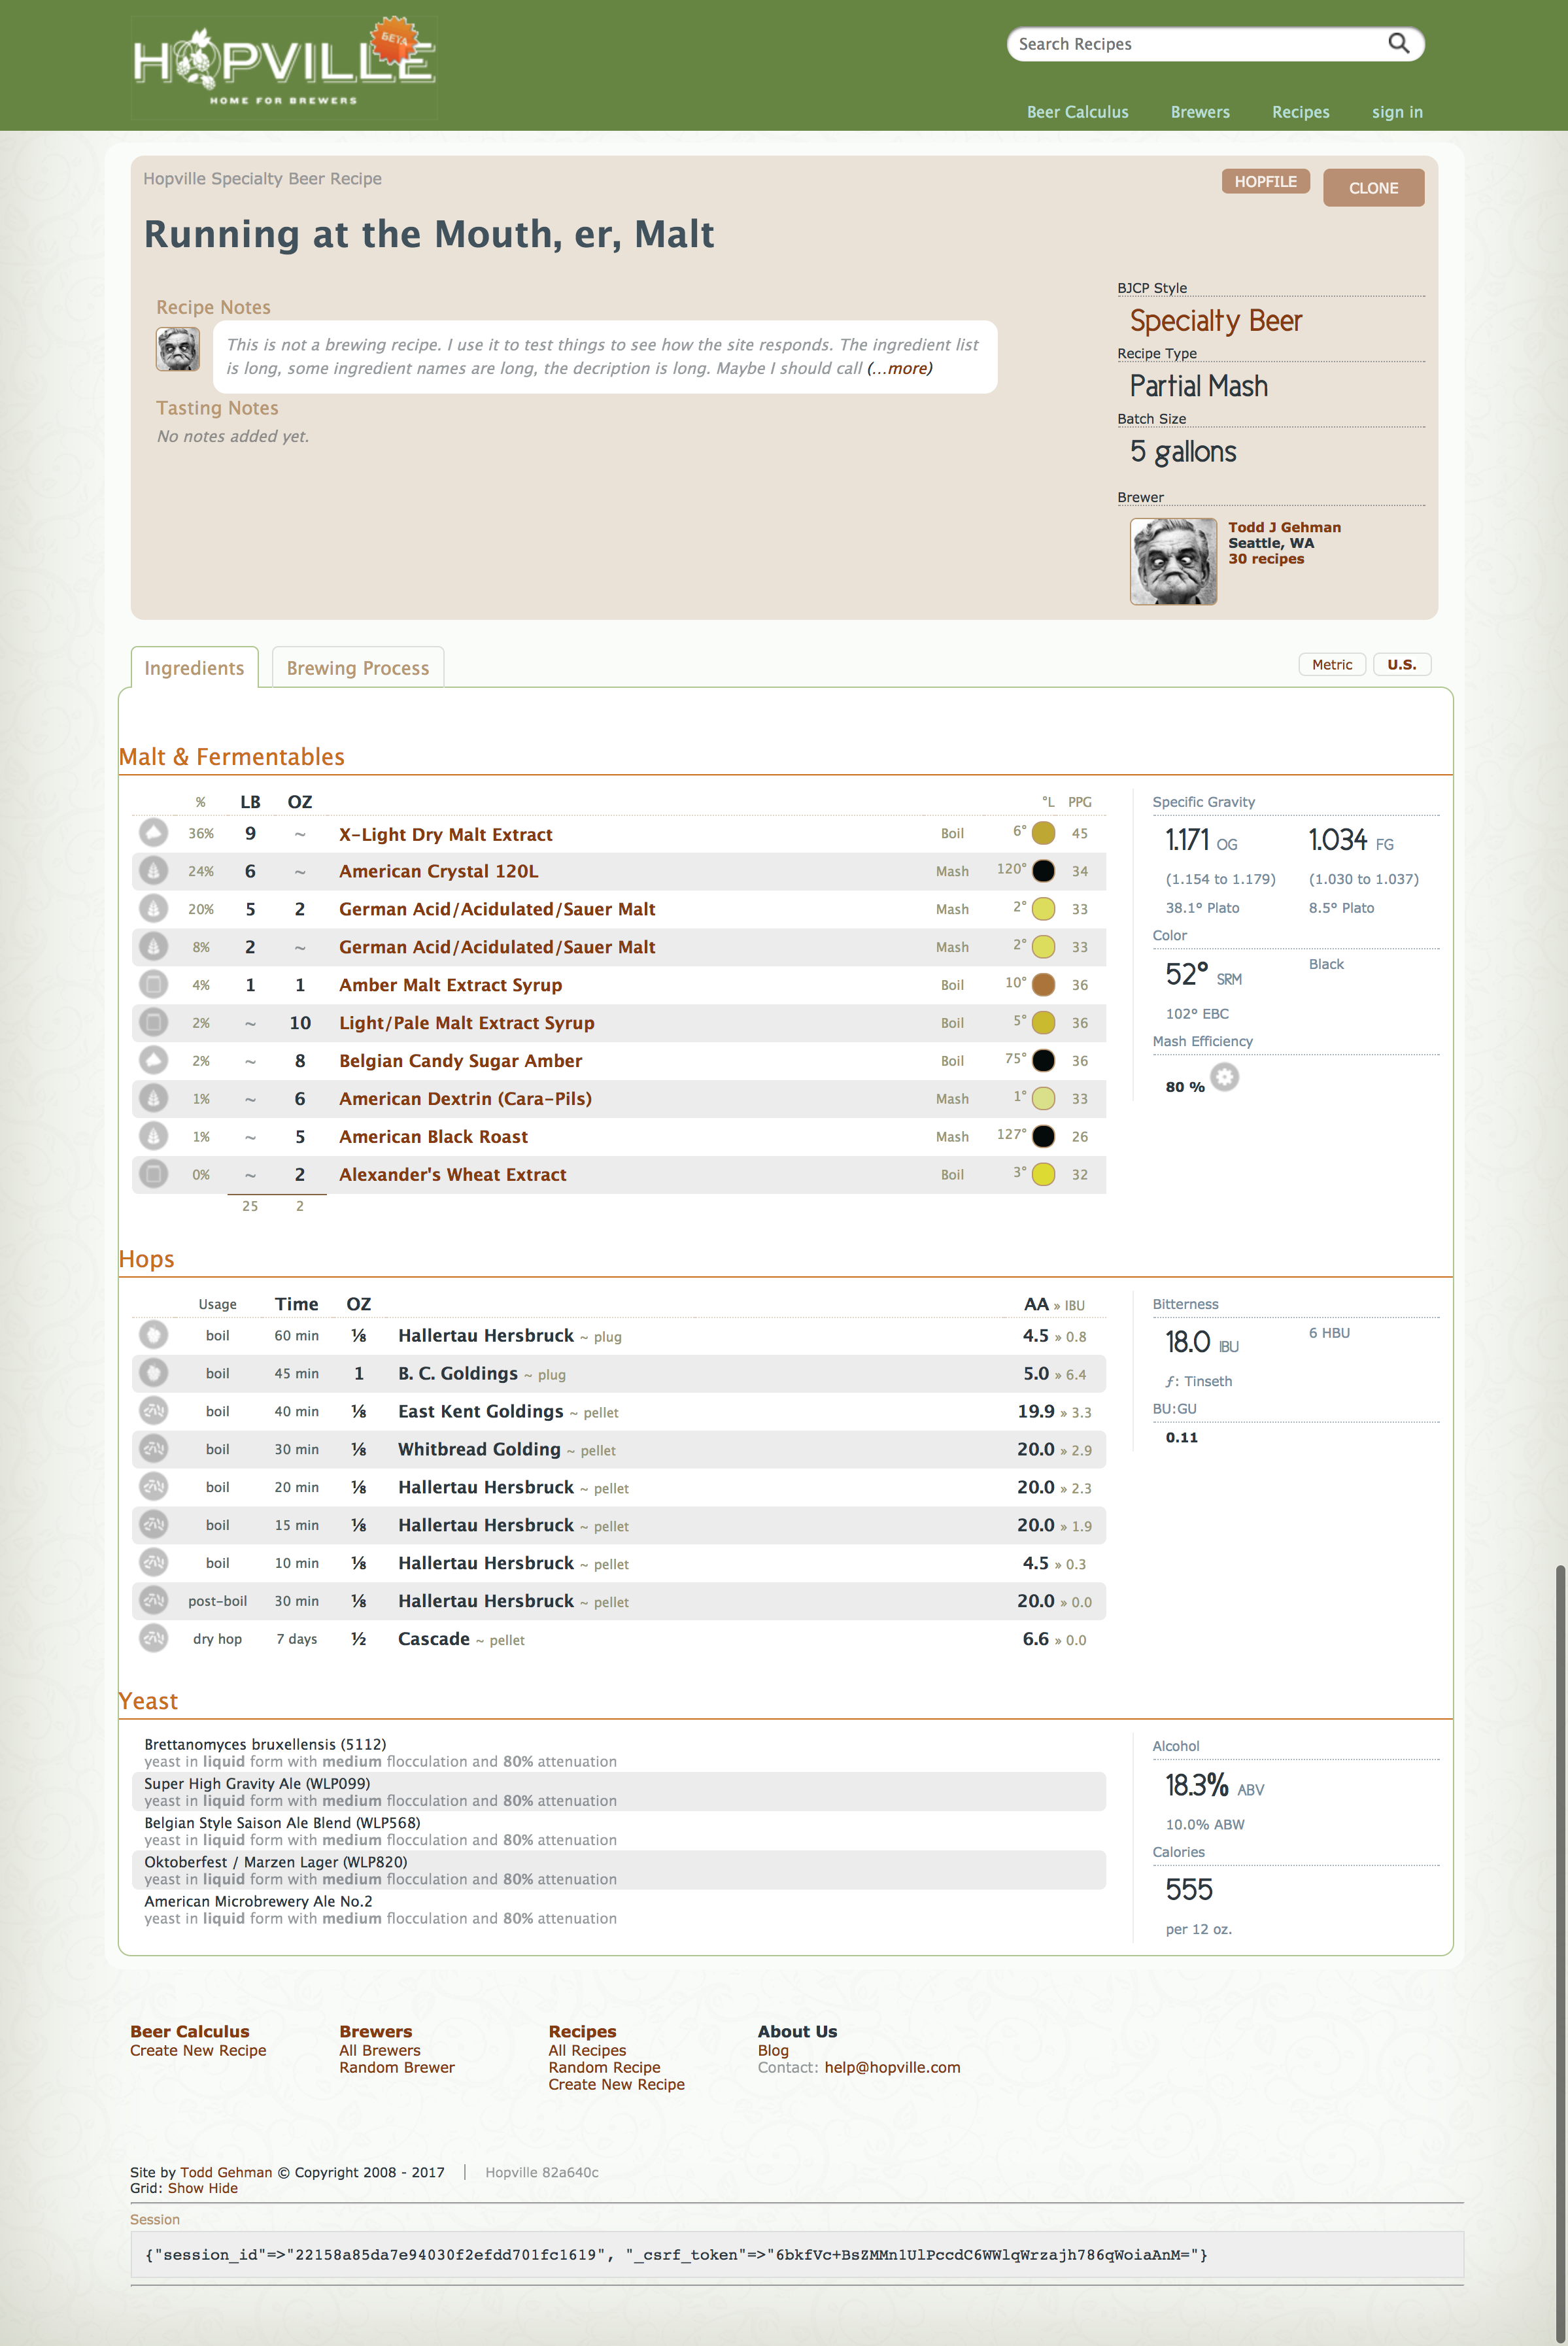 HOPVILLE
BETA
HOME FOR BREWERS
Search Recipes
Beer Calculus Brewers Recipes sign in
Hopville Specialty Beer Recipe
HOPFILE CLONE
Running at the Mouth, er, Malt
Recipe Notes
This is not a brewing recipe. I use it to test things to see how the site responds. The ingredient list
is long, some ingredient names are long, the decription is long. Maybe I should call (...more)
Tasting Notes
No notes added yet.
BJCP Style
Specialty Beer
Recipe Type
Partial Mash
Batch Size
5 gallons
Brewer
Todd J Gehman
Seattle, WA
30 recipes
Ingredients Brewing Process
Metric U.S.
Malt & Fermentables
% LB OZ °L PPG
36% 9 ~ X-Light Dry Malt Extract Boil 6° 45
24% 6 ~ American Crystal 120L Mash 120° 34
20% 5 2 German Acid/Acidulated/Sauer Malt Mash 2° 33
8% 2 ~ German Acid/Acidulated/Sauer Malt Mash 2° 33
4% 1 1 Amber Malt Extract Syrup Boil 10° 36
2% ~ 10 Light/Pale Malt Extract Syrup Boil 5° 36
2% ~ 8 Belgian Candy Sugar Amber Boil 75° 36
1% ~ 6 American Dextrin (Cara-Pils) Mash 1° 33
1% ~ 5 American Black Roast Mash 127° 26
0% ~ 2 Alexander's Wheat Extract Boil 3° 32
25 2
Specific Gravity
1.171 OG 1.034 FG
(1.154 to 1.179) (1.030 to 1.037)
38.1° Plato 8.5° Plato
Color
52° SRM Black
102° EBC
Mash Efficiency
80 %
Hops
Usage Time OZ AA » IBU
boil 60 min ⅛ Hallertau Hersbruck ~ plug 4.5 » 0.8
boil 45 min 1 B. C. Goldings ~ plug 5.0 » 6.4
boil 40 min ⅛ East Kent Goldings ~ pellet 19.9 » 3.3
boil 30 min ⅛ Whitbread Golding ~ pellet 20.0 » 2.9
boil 20 min ⅛ Hallertau Hersbruck ~ pellet 20.0 » 2.3
boil 15 min ⅛ Hallertau Hersbruck ~ pellet 20.0 » 1.9
boil 10 min ⅛ Hallertau Hersbruck ~ pellet 4.5 » 0.3
post-boil 30 min ⅛ Hallertau Hersbruck ~ pellet 20.0 » 0.0
dry hop 7 days ½ Cascade ~ pellet 6.6 » 0.0
Bitterness
18.0 IBU 6 HBU
ƒ: Tinseth
BU:GU
0.11
Yeast
Brettanomyces bruxellensis (5112)
yeast in liquid form with medium flocculation and 80% attenuation
Super High Gravity Ale (WLP099)
yeast in liquid form with medium flocculation and 80% attenuation
Belgian Style Saison Ale Blend (WLP568)
yeast in liquid form with medium flocculation and 80% attenuation
Oktoberfest / Marzen Lager (WLP820)
yeast in liquid form with medium flocculation and 80% attenuation
American Microbrewery Ale No.2
yeast in liquid form with medium flocculation and 80% attenuation
Alcohol
18.3% ABV
10.0% ABW
Calories
555
per 12 oz.
Beer Calculus
Create New Recipe
Brewers
All Brewers
Random Brewer
Recipes
All Recipes
Random Recipe
Create New Recipe
About Us
Blog
Contact: help@hopville.com
Site by Todd Gehman © Copyright 2008 - 2017 | Hopville 82a640c
Grid: Show Hide
Session
{"session_id"=>"22158a85da7e94030f2efdd701fc1619", "_csrf_token"=>"6bkfVc+BsZMMn1UlPccdC6WWlqWrzajh786qWoiaAnM="}